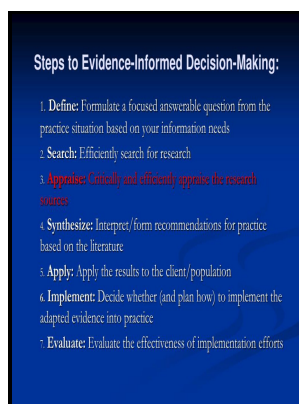 Steps to Evidence-Informed Decision-Making:
1. Define: Formulate a focused answerable question from the
practice situation based on your information needs
2. Search: Efficiently search for research
3. Appraise: Critically and efficiently appraise the research
sources
4. Synthesize: Interpret/form recommendations for practice
based on the literature
5. Apply: Apply the results to the client/population
6. Implement: Decide whether (and plan how) to implement the
adapted evidence into practice
7. Evaluate: Evaluate the effectiveness of implementation efforts